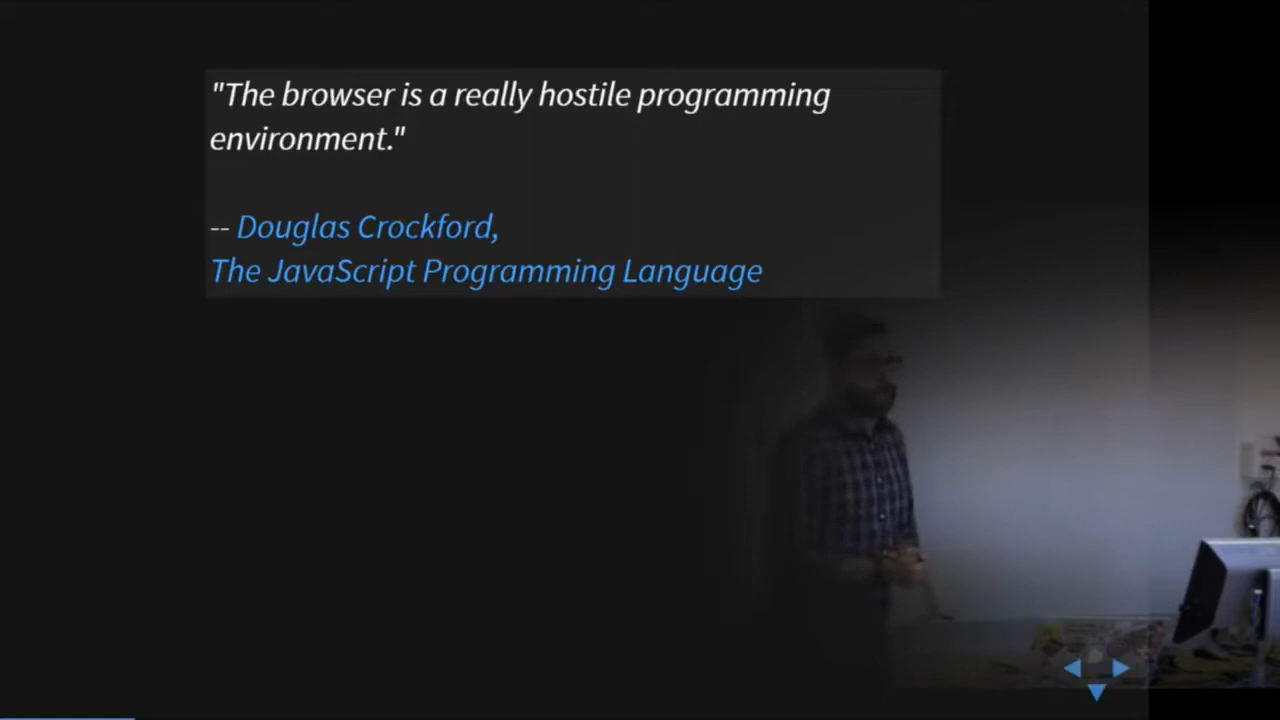 "The browser is a really hostile programming
environment."
-- Douglas Crockford,
The JavaScript Programming Language